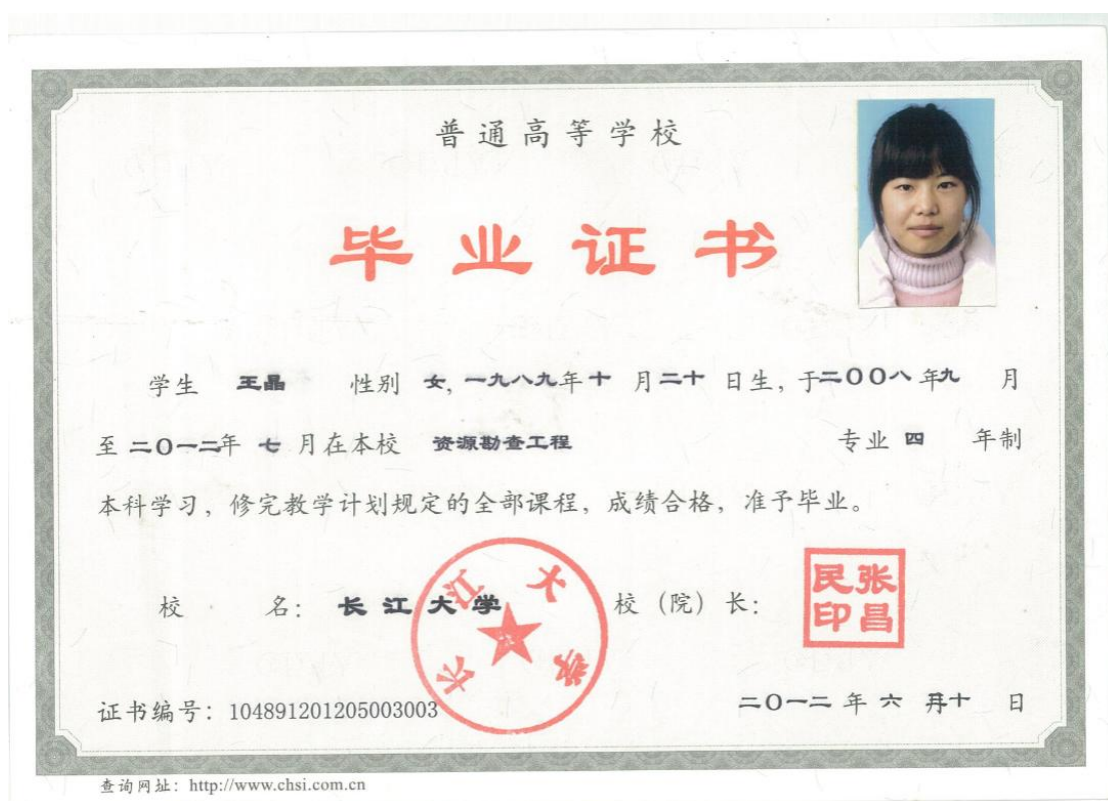 普通高等学校
毕业证书
学生 王晶 性别 女, 一九八九年十 月二十 日生, 于二〇〇八 年九 月
至 二〇一二年 七 月在本校 资源勘查工程 专业 四 年制
本科学习, 修完教学计划规定的全部课程, 成绩合格, 准予毕业。
校 名: 长江大学 校 (院) 长:
长江大学
张昌民印
证书编号: 104891201205003003 二〇一二 年 六 月十 日
查询网址: http://www.chsi.com.cn